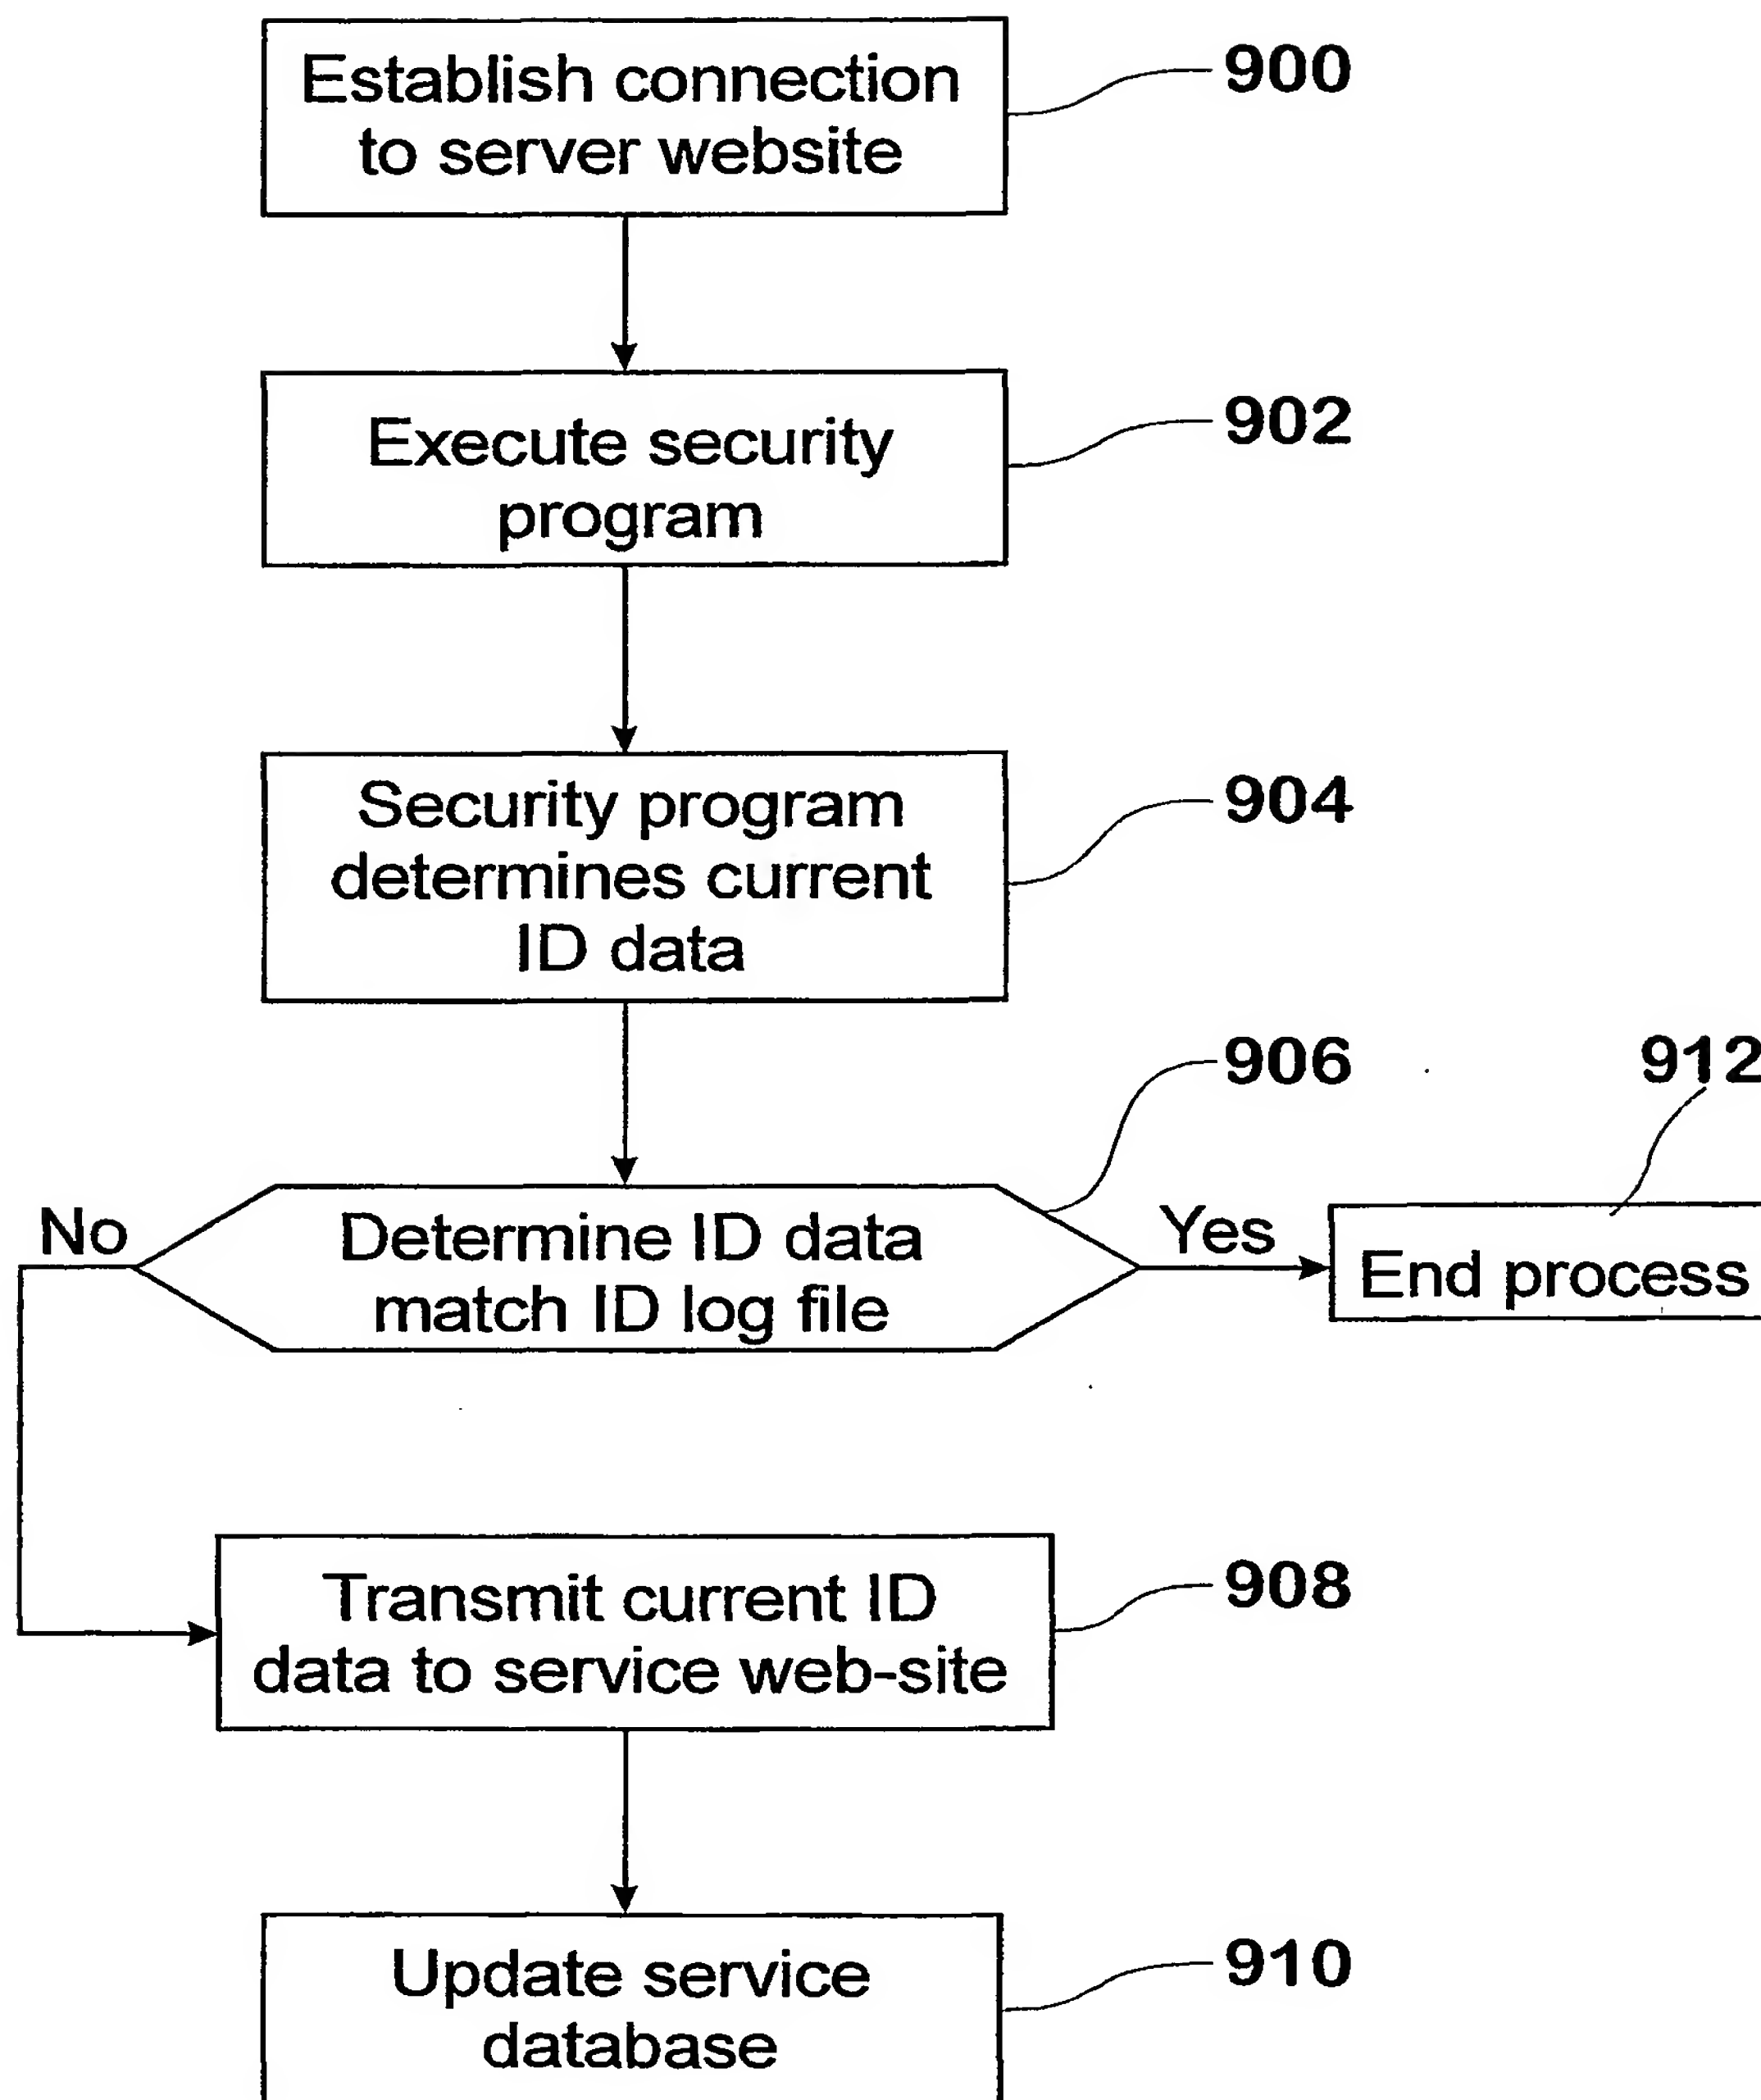 Establish connection
to server website
900
Execute security
program
902
Security program
determines current
ID data
904
906
912
No
Determine ID data
match ID log file
Yes
End process
Transmit current ID
data to service web-site
908
Update service
database
910